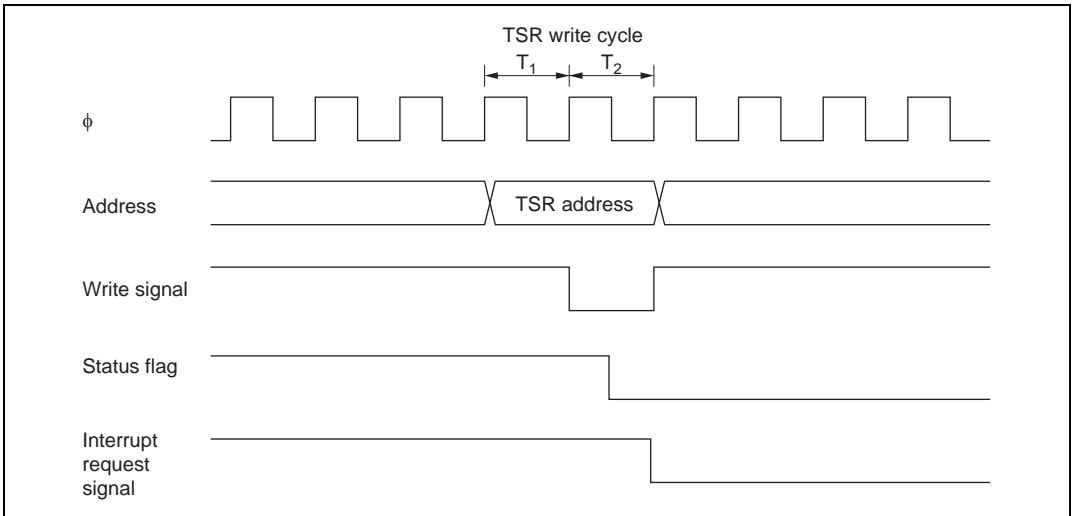 TSR write cycle
T₁ T₂
ϕ
Address
TSR address
Write signal
Status flag
Interrupt
request
signal